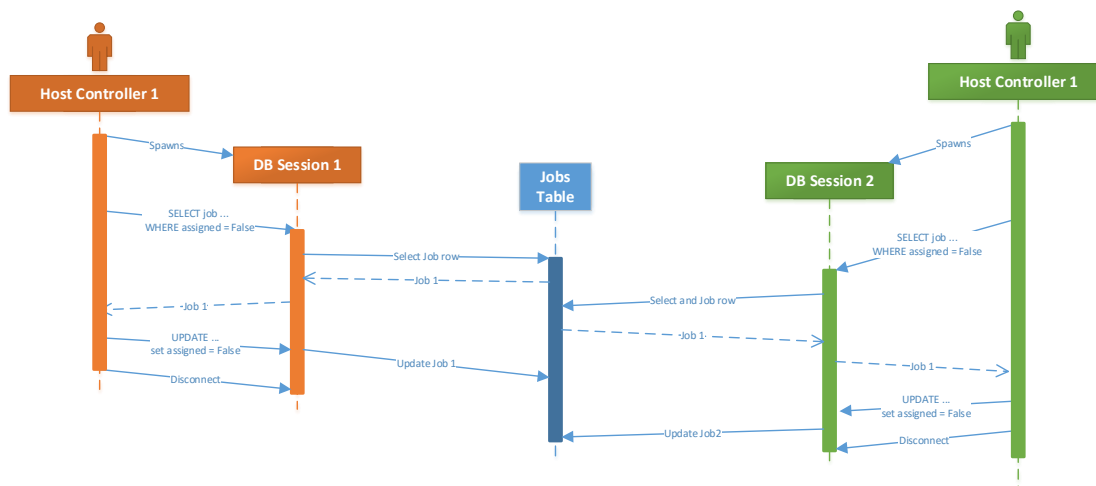 Host Controller 1
Host Controller 1
Spawns
Spawns
DB Session 1
Jobs
Table
DB Session 2
SELECT job ...
WHERE assigned = False
SELECT job ...
WHERE assigned = False
Select Job row
Job 1
Job 1
Select and Job row
Job 1
UPDATE ...
set assigned = False
Update Job 1
Job 1
Disconnect
UPDATE ...
set assigned = False
Update Job2
Disconnect